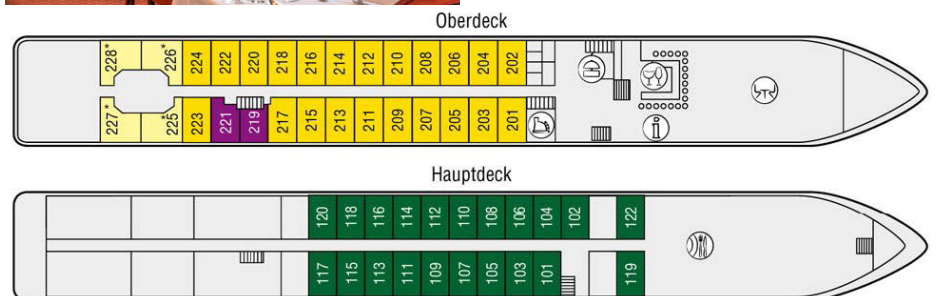 Oberdeck
228* 226* 224 222 220 218 216 214 212 210 208 206 204 202
227* 225* 223 221 219 217 215 213 211 209 207 205 203 201
i
Hauptdeck
120 118 116 114 112 110 108 106 104 102 122
117 115 113 111 109 107 105 103 101 119